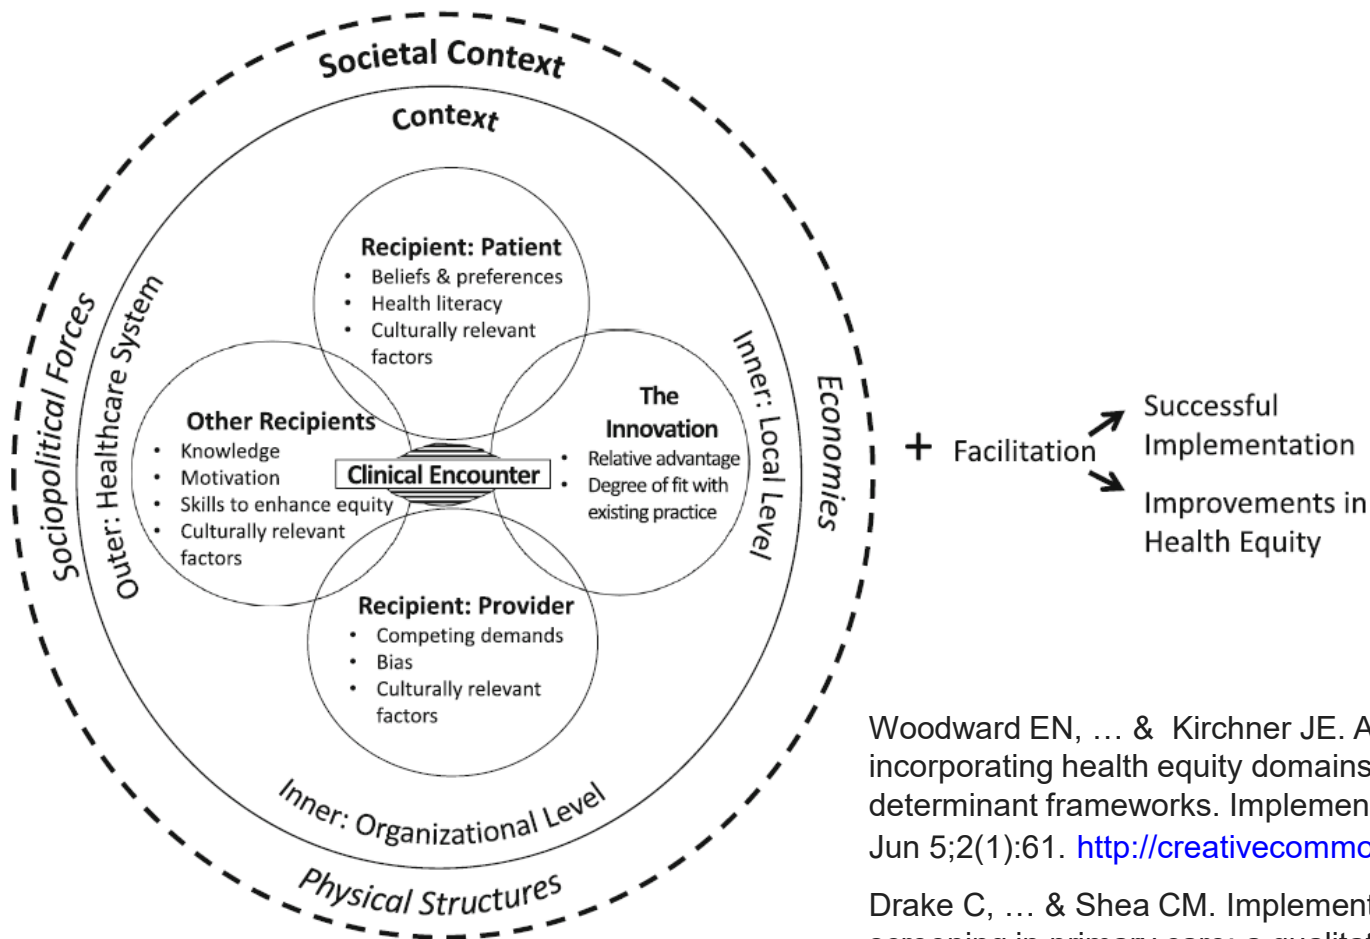 Societal Context
Context
Sociopolitical Forces
Outer: Healthcare System
Recipient: Patient
• Beliefs & preferences
• Health literacy
• Culturally relevant
factors
Other Recipients
• Knowledge
• Motivation
• Skills to enhance equity
• Culturally relevant
factors
Clinical Encounter
The
Innovation
• Relative advantage
• Degree of fit with
existing practice
Recipient: Provider
• Competing demands
• Bias
• Culturally relevant
factors
Inner: Local Level
Economies
Inner: Organizational Level
Physical Structures
+ Facilitation
Successful
Implementation
Improvements in
Health Equity
Woodward EN, … & Kirchner JE. A
incorporating health equity domains
determinant frameworks. Implemen
Jun 5;2(1):61. http://creativecommo
Drake C, … & Shea CM. Implement